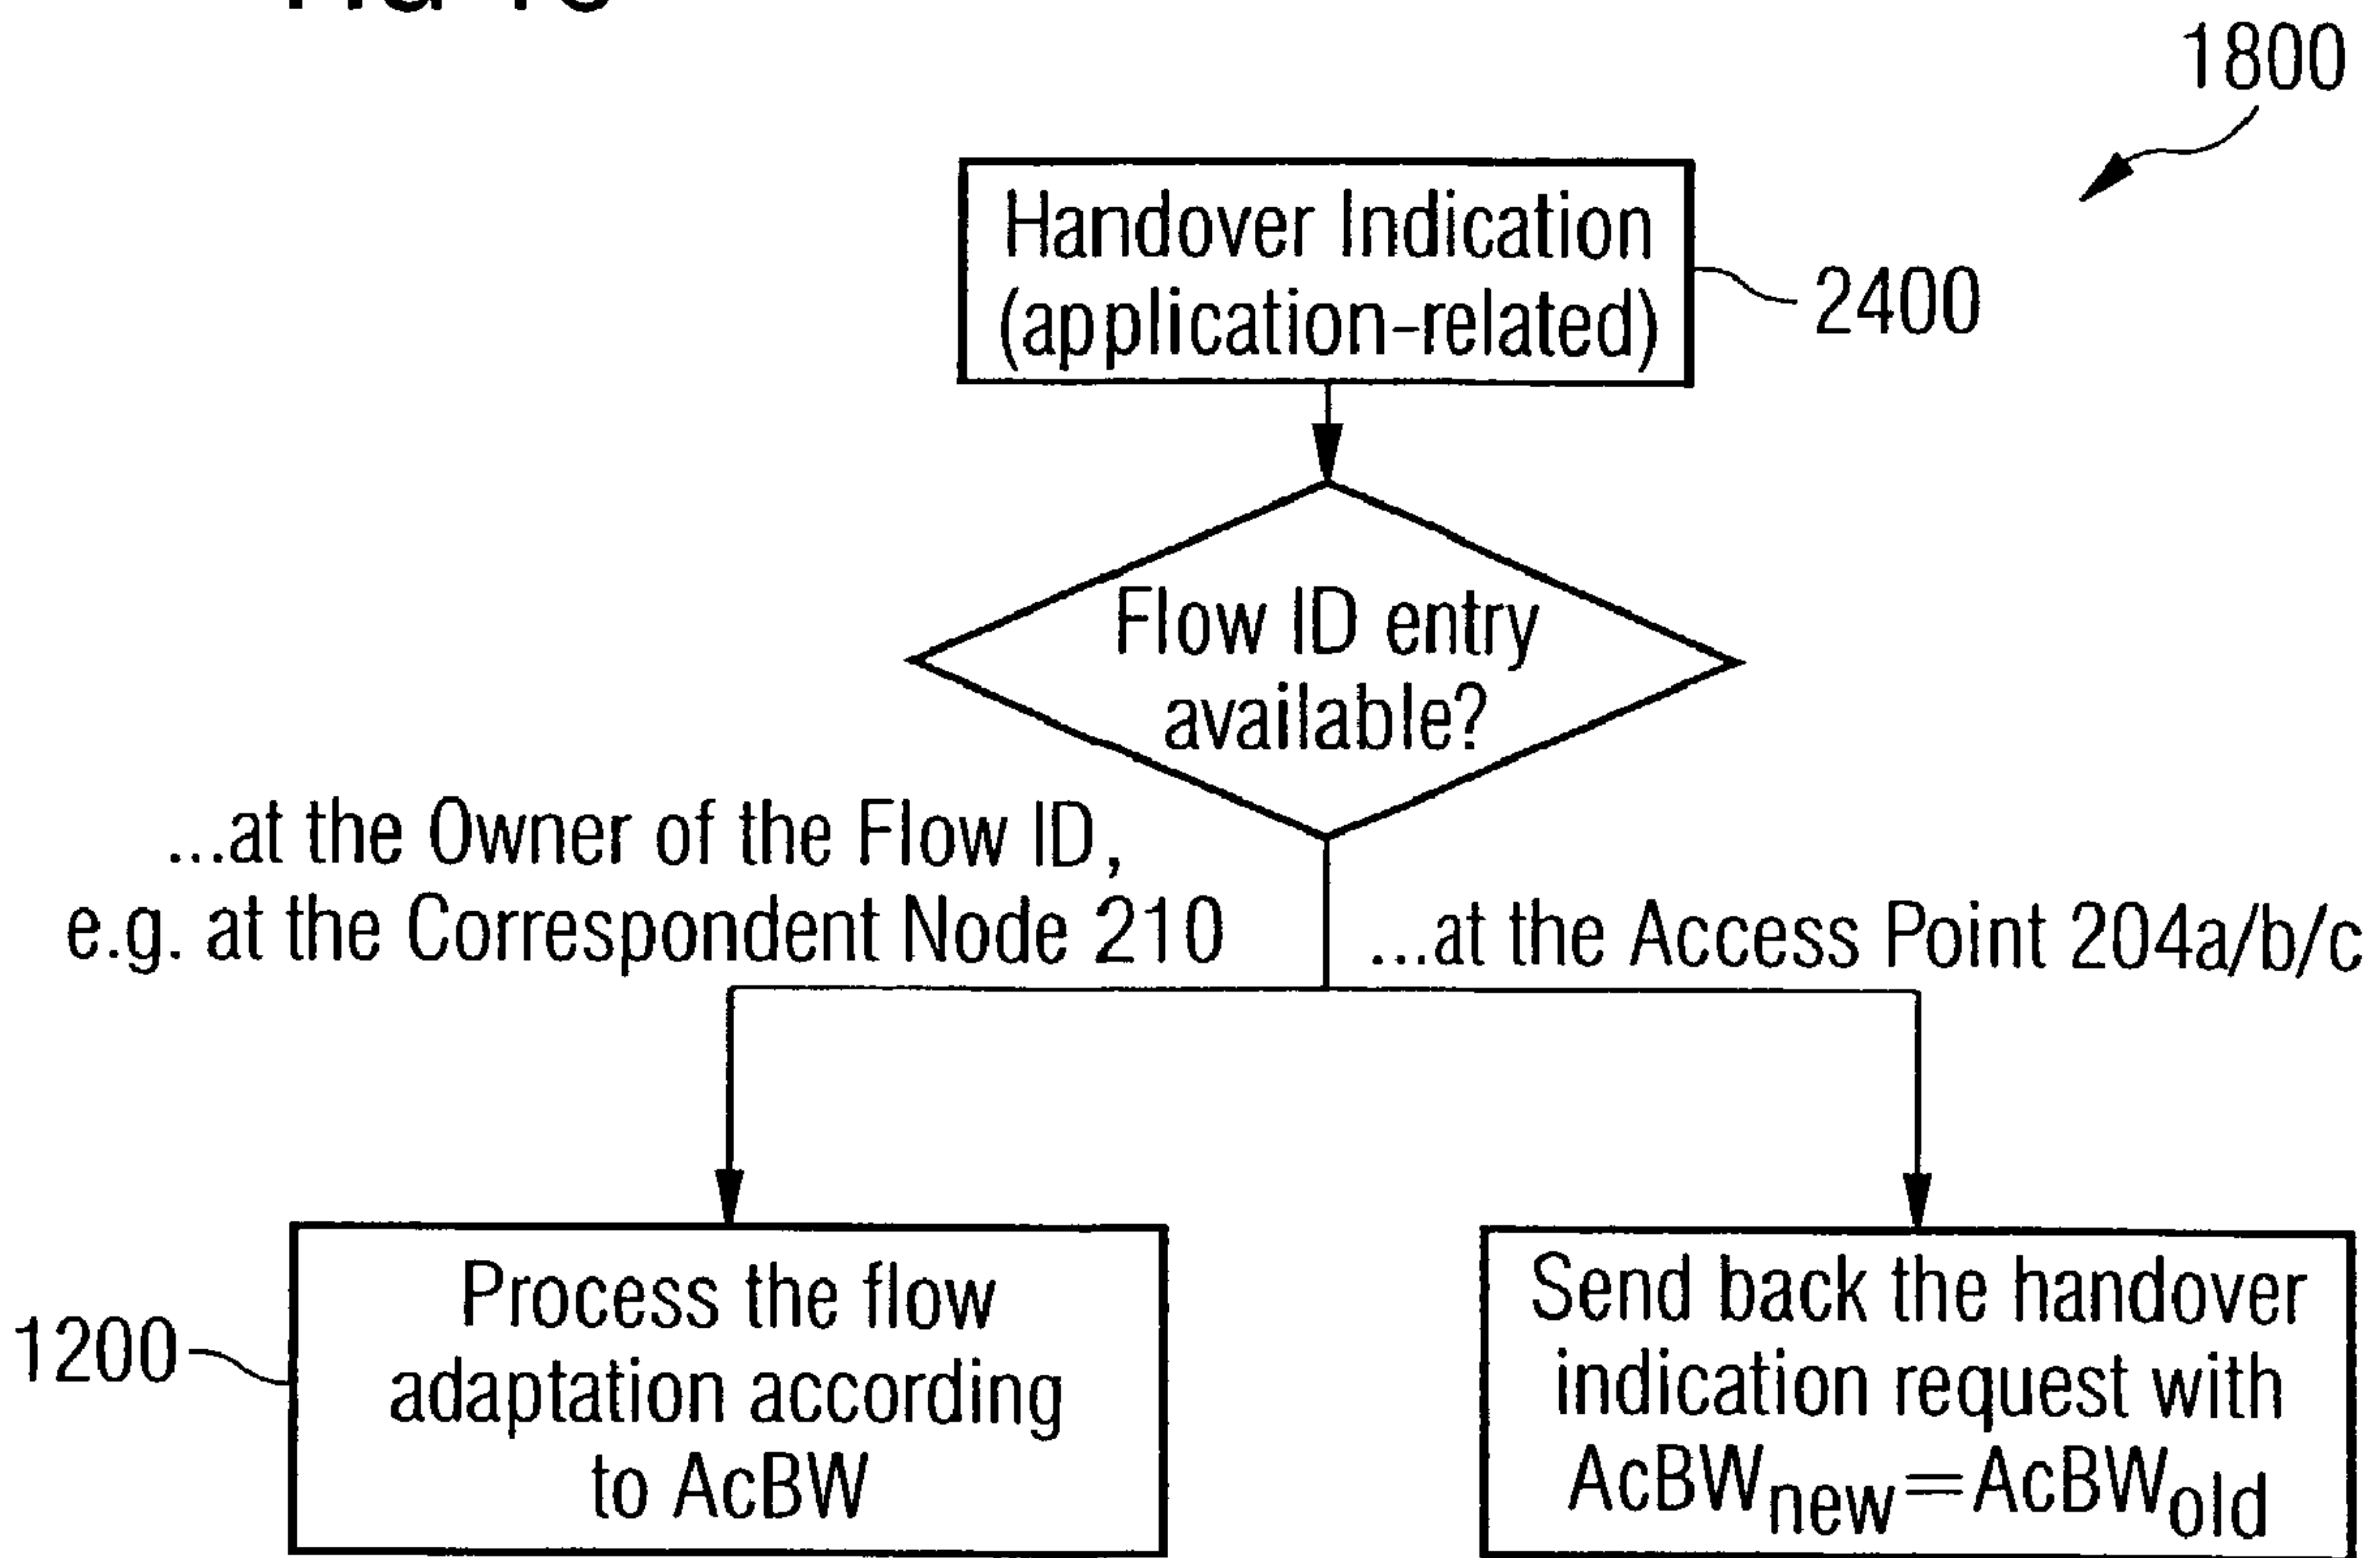 1800
Handover Indication
(application-related)
2400
Flow ID entry
available?
...at the Owner of the Flow ID,
e.g. at the Correspondent Node 210
...at the Access Point 204a/b/c
1200
Process the flow
adaptation according
to AcBW
Send back the handover
indication request with
AcBWnew=AcBWold